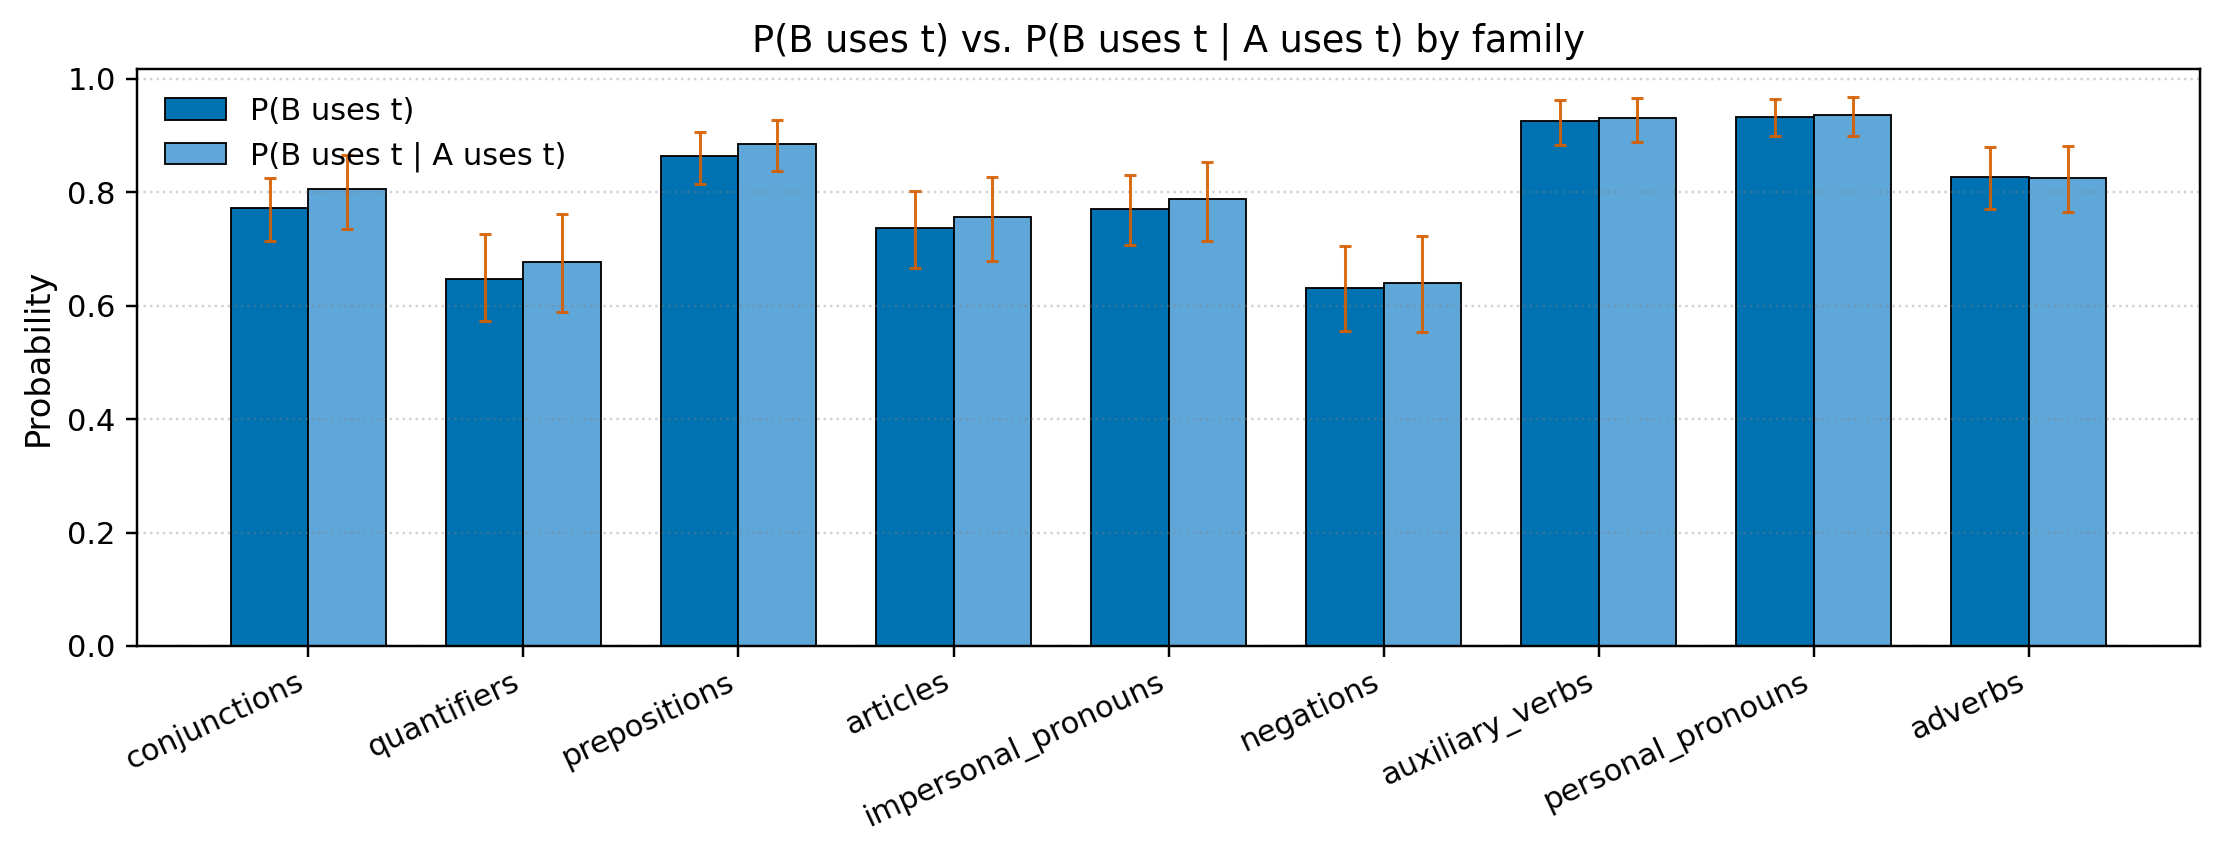 P(B uses t) vs. P(B uses t | A uses t) by family
P(B uses t)
P(B uses t | A uses t)
Probability
1.0
0.8
0.6
0.4
0.2
0.0
conjunctions
quantifiers
prepositions
articles
impersonal_pronouns
negations
auxiliary_verbs
personal_pronouns
adverbs